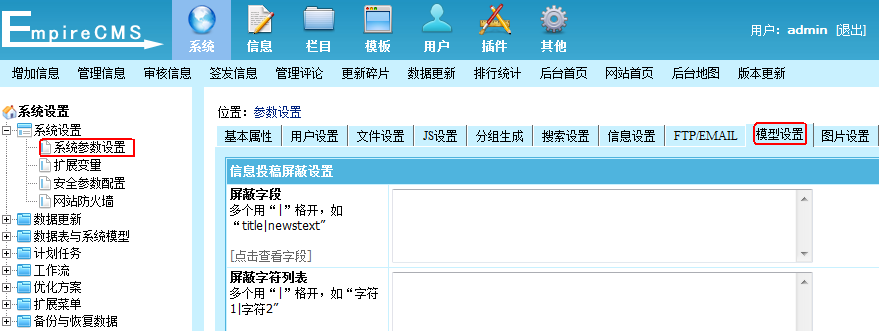 EmpireCMS
系统
信息
栏目
模板
用户
插件
其他
用户：admin [退出]
增加信息 管理信息 审核信息 签发信息 管理评论 更新碎片 数据更新 排行统计 后台首页 网站首页 后台地图 版本更新
系统设置
系统设置
系统参数设置
扩展变量
安全参数配置
网站防火墙
数据更新
数据表与系统模型
计划任务
工作流
优化方案
扩展菜单
备份与恢复数据
位置：参数设置
基本属性 用户设置 文件设置 JS设置 分组生成 搜索设置 信息设置 FTP/EMAIL 模型设置 图片设置
信息投稿屏蔽设置
屏蔽字段
多个用“|”格开，如
“title|newstext”
[点击查看字段]
屏蔽字符列表
多个用“|”格开，如“字符
1|字符2”